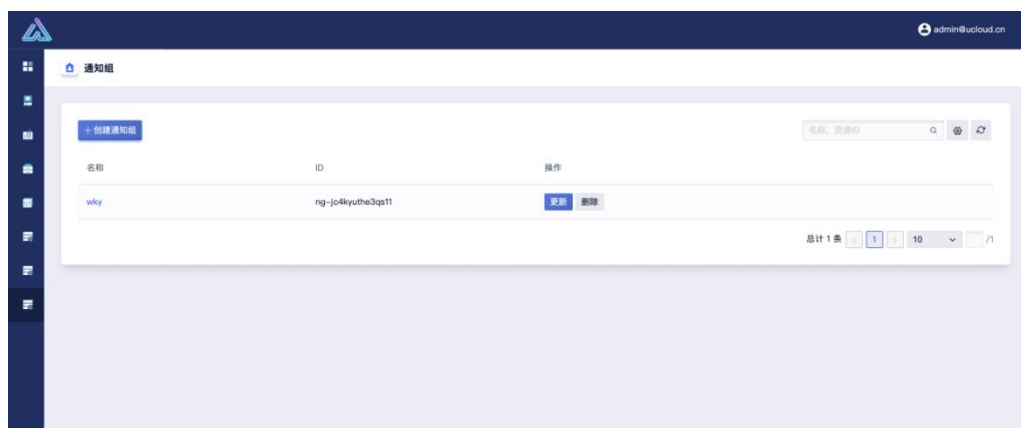 admin@ucloud.cn
通知组
+创建通知组
名称、资源ID
名称 ID 操作
wky ng-jc4kyuthe3qs11 更新 删除
总计 1 条 < 1 > 10 /1